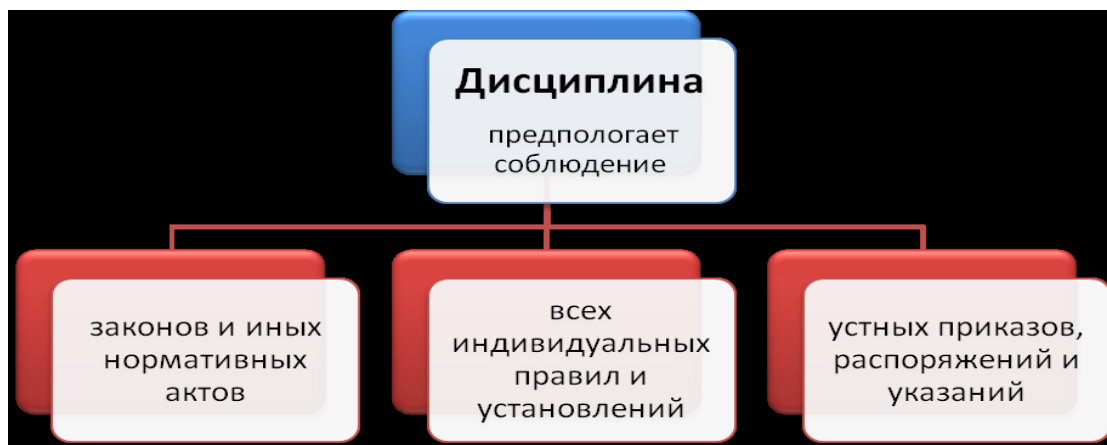 Дисциплина
предпологает
соблюдение
законов и иных
нормативных
актов
всех
индивидуальных
правил и
установлений
устных приказов,
распоряжений и
указаний